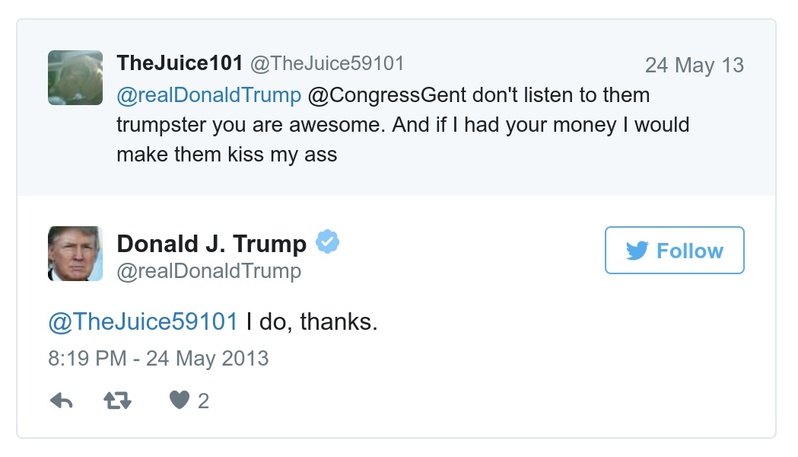 TheJuice101 @TheJuice59101 24 May 13
@realDonaldTrump @CongressGent don't listen to them
trumpster you are awesome. And if I had your money I would
make them kiss my ass
Donald J. Trump
@realDonaldTrump
Follow
@TheJuice59101 I do, thanks.
8:19 PM - 24 May 2013
2